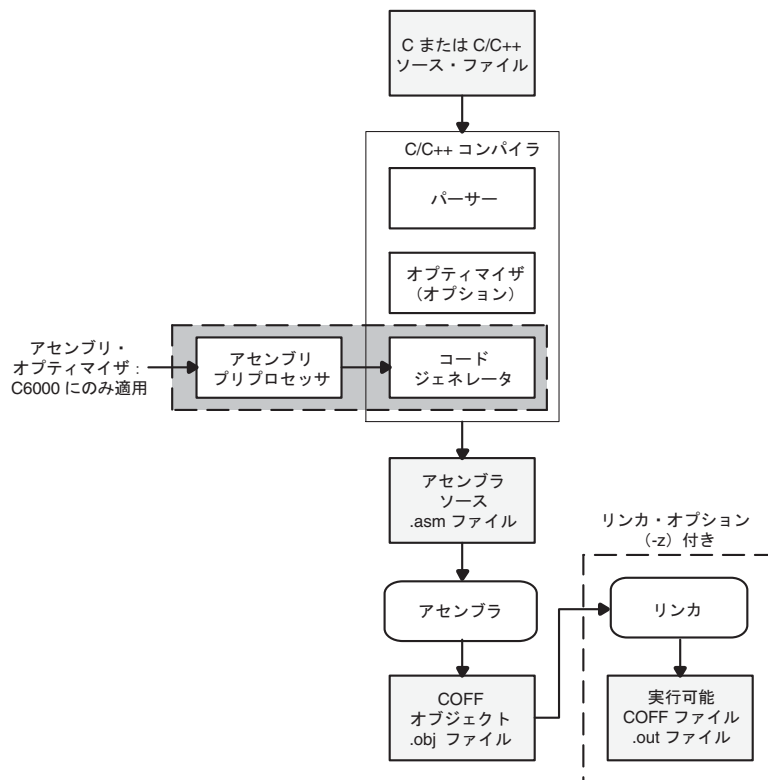 C または C/C++
ソース・ファイル
C/C++ コンパイラ
パーサー
オプティマイザ
(オプション)
アセンブリ・
オプティマイザ:
C6000 にのみ適用
アセンブリ
プリプロセッサ
コード
ジェネレータ
アセンブラ
ソース
.asm ファイル
リンカ・オプション
(-z)付き
アセンブラ
リンカ
COFF
オブジェクト
.obj ファイル
実行可能
COFF ファイル
.out ファイル